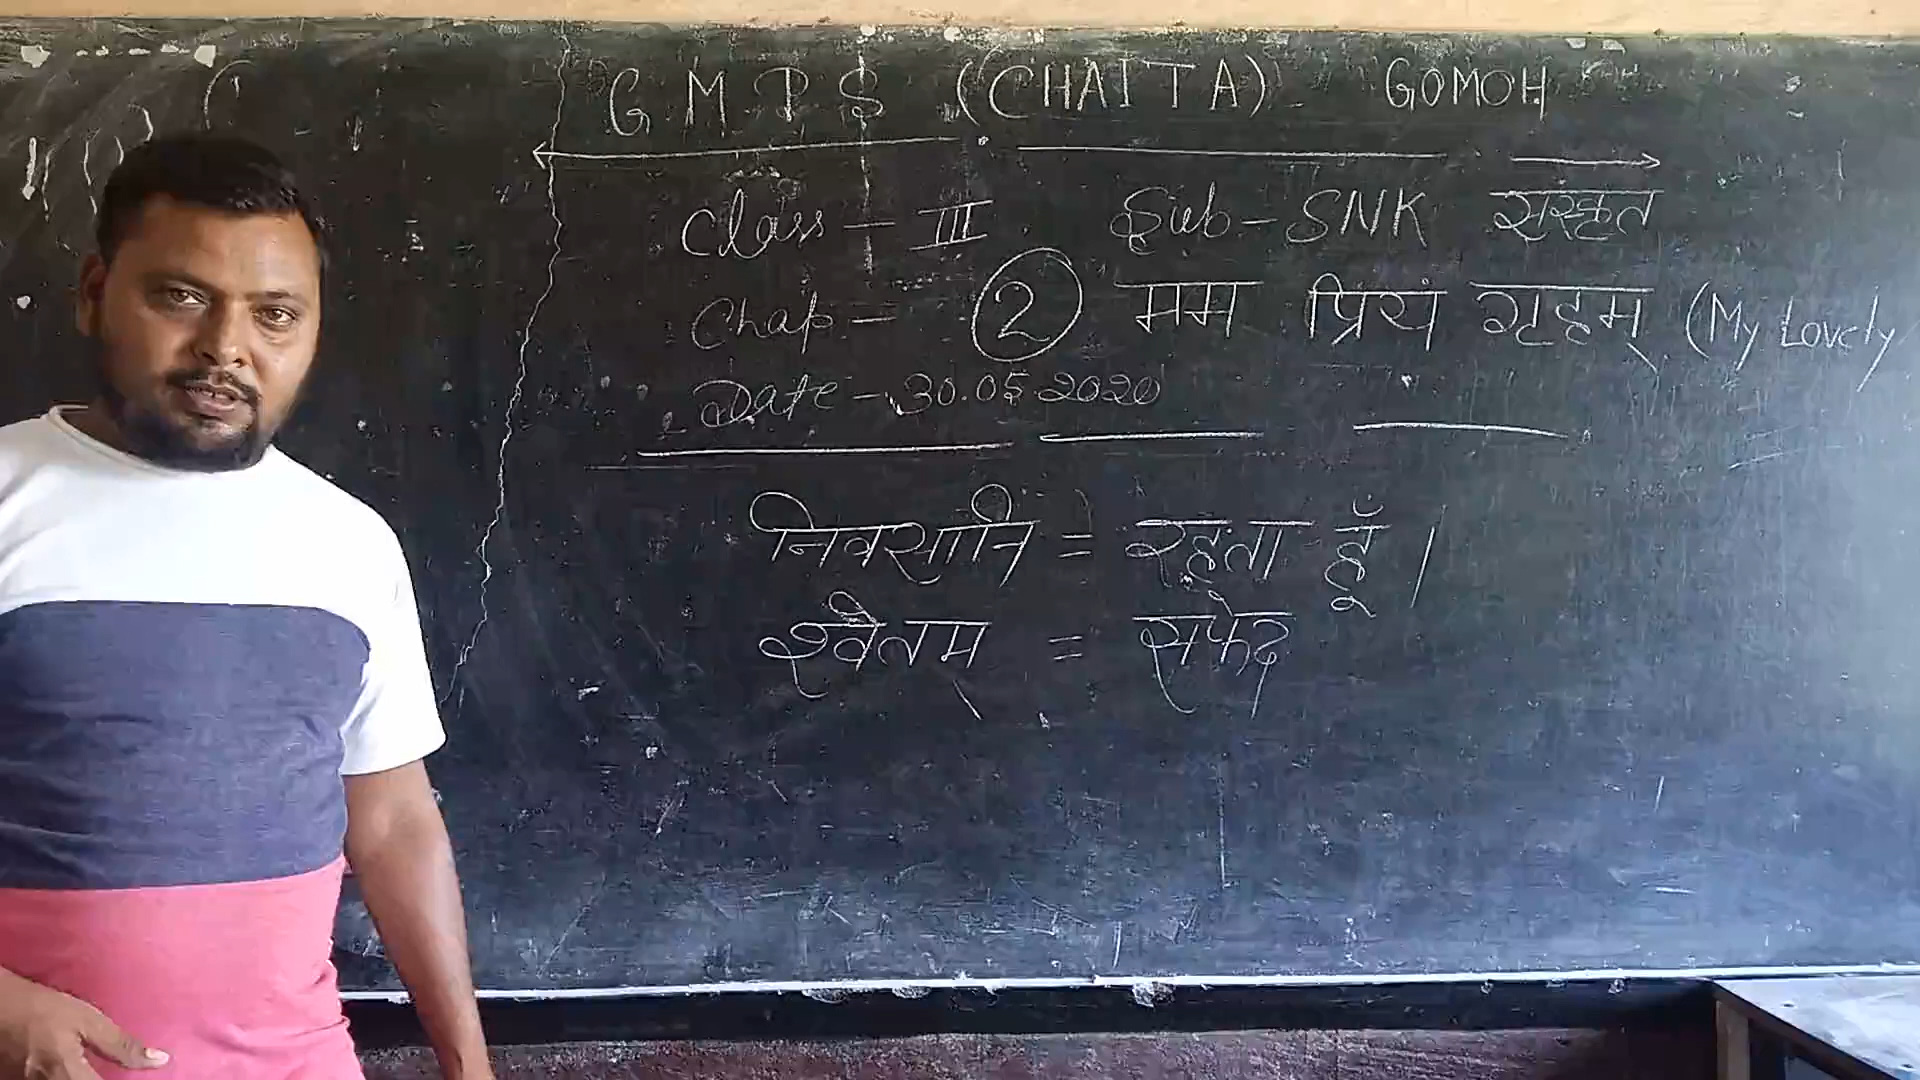 G M P S (CHAITA) GOMOH
Class - III Sub - SNK संस्कृत
Chap - 2 मम प्रियं गृहम् (My Lovely
Date - 30.05 2020
निवसानि = रहता हूँ।
श्वेतम् = सफेद